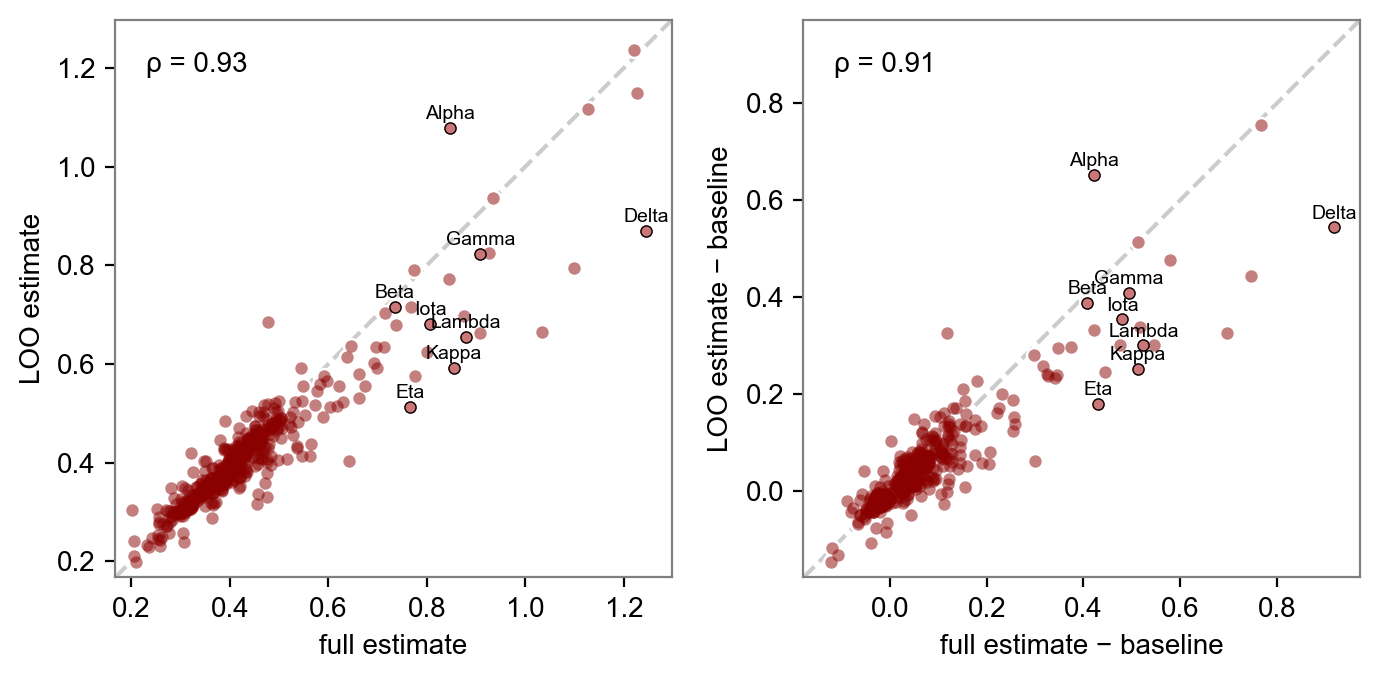 ρ = 0.93
Alpha
Delta
Gamma
Beta
Iota
Lambda
Kappa
Eta
1.2
1.0
0.8
0.6
0.4
0.2
LOO estimate
0.2
0.4
0.6
0.8
1.0
1.2
full estimate
ρ = 0.91
Alpha
Delta
Gamma
Beta
Iota
Lambda
Kappa
Eta
0.8
0.6
0.4
0.2
0.0
LOO estimate − baseline
0.0
0.2
0.4
0.6
0.8
full estimate − baseline